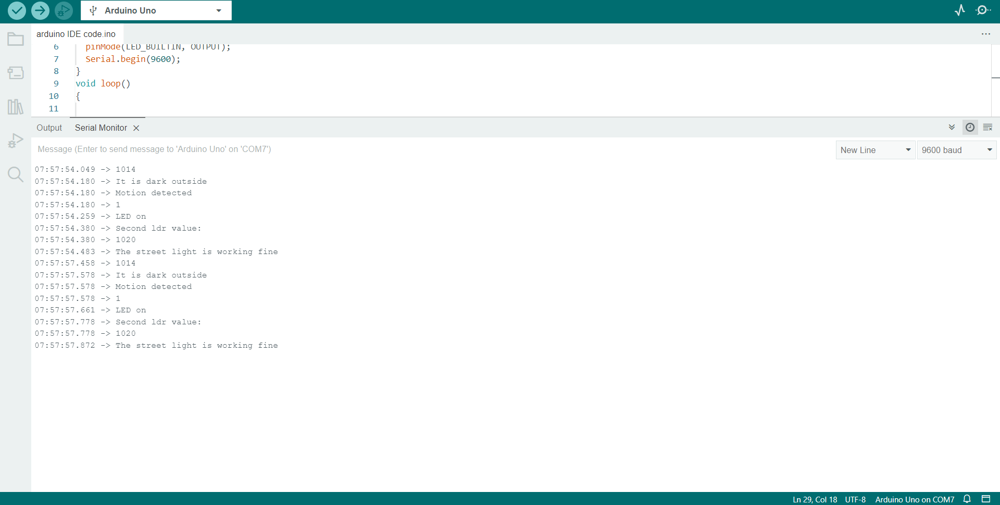 Arduino Uno
arduino IDE code.ino
6 pinMode(LED_BUILTIN, OUTPUT);
7 Serial.begin(9600);
8 }
9 void loop()
10 {
11
Output Serial Monitor
Message (Enter to send message to 'Arduino Uno' on 'COM7')
New Line 9600 baud
07:57:54.049 -> 1014
07:57:54.180 -> It is dark outside
07:57:54.180 -> Motion detected
07:57:54.180 -> 1
07:57:54.259 -> LED on
07:57:54.380 -> Second ldr value:
07:57:54.380 -> 1020
07:57:54.483 -> The street light is working fine
07:57:57.458 -> 1014
07:57:57.578 -> It is dark outside
07:57:57.578 -> Motion detected
07:57:57.578 -> 1
07:57:57.661 -> LED on
07:57:57.778 -> Second ldr value:
07:57:57.778 -> 1020
07:57:57.872 -> The street light is working fine
Ln 29, Col 18 UTF-8 Arduino Uno on COM7